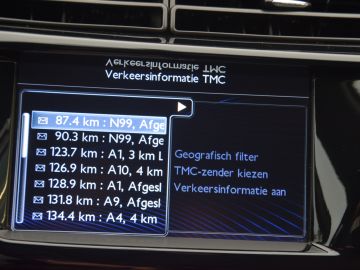 Verkeersinformatie TMC
Verkeersinformatie TMC
87.4 km : N99, Afge
90.3 km : N99, Afge
123.7 km : A1, 3 km L
126.9 km : A10, 4 km
128.9 km : A1, Afgesl
131.8 km : A9, Afgesl
134.4 km : A4, 4 km
Geografisch filter
TMC-zender kiezen
Verkeersinformatie aan